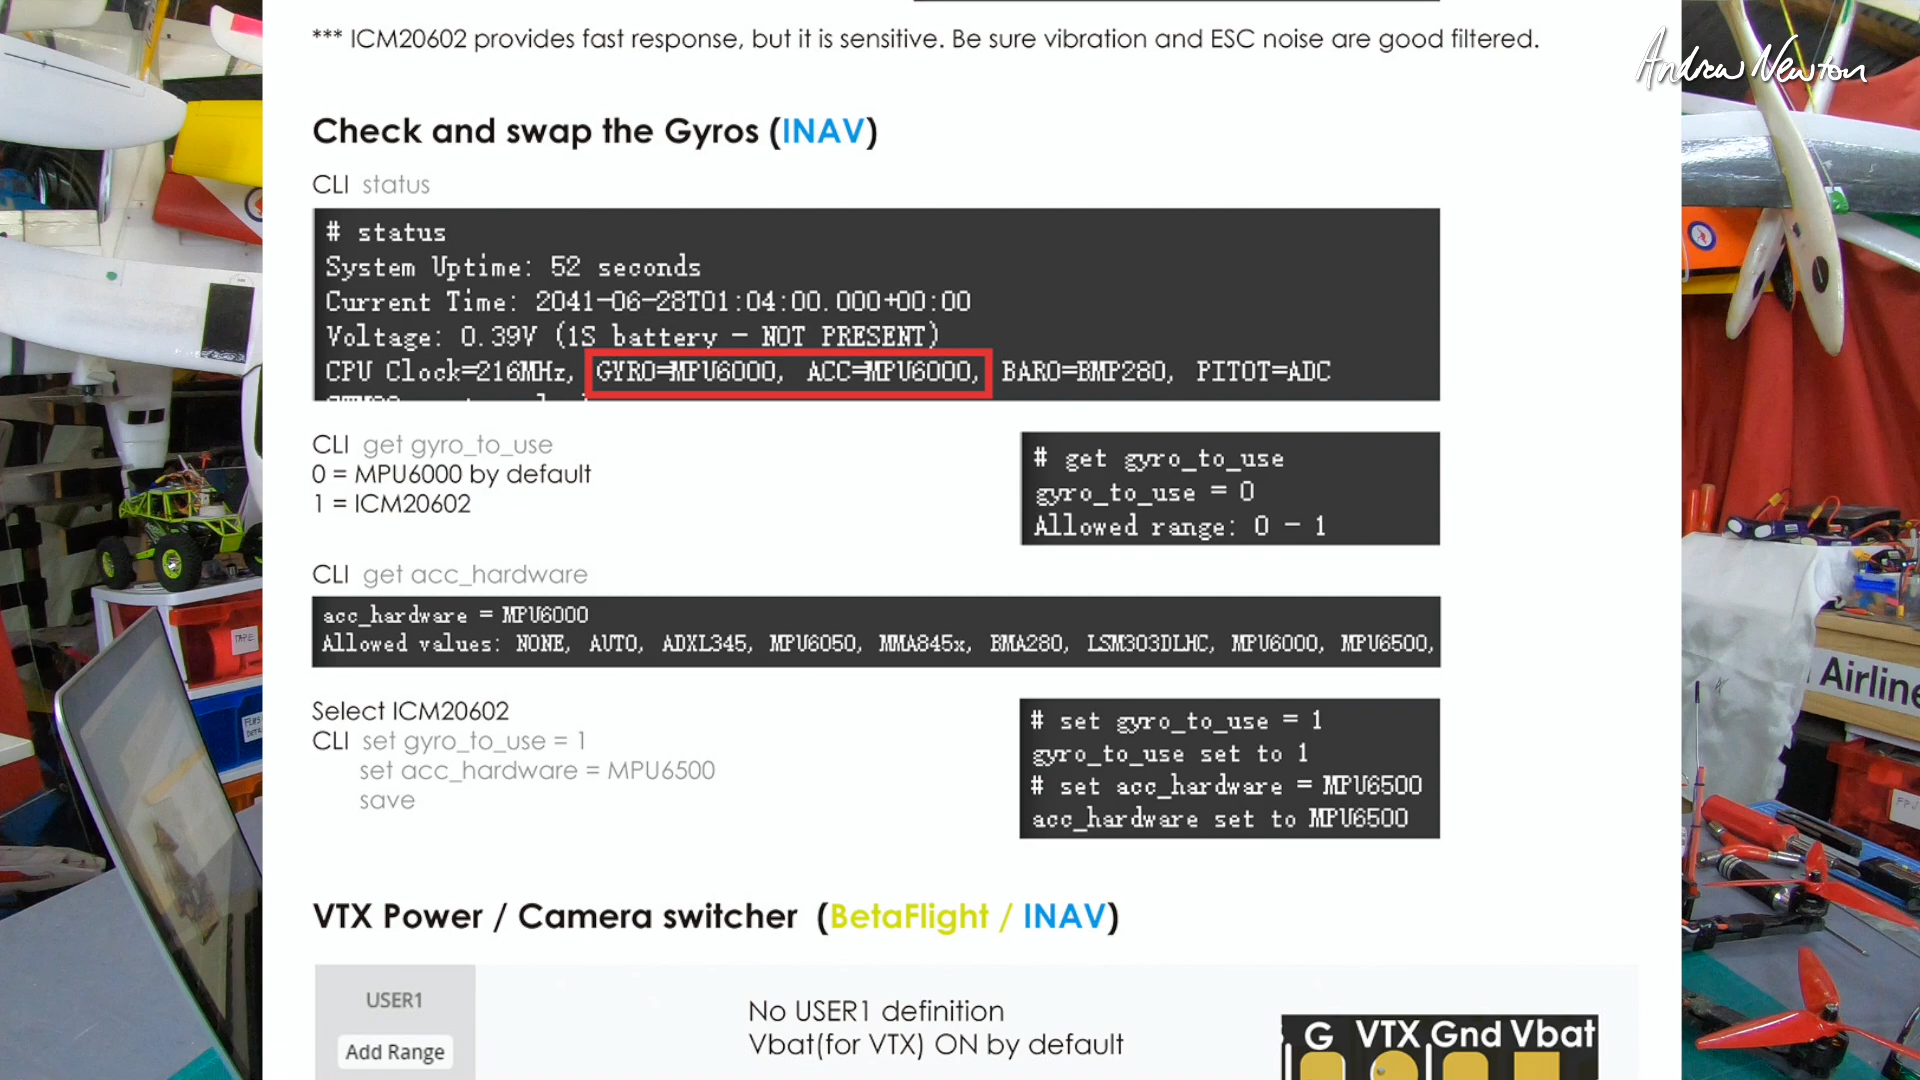 *** ICM20602 provides fast response, but it is sensitive. Be sure vibration and ESC noise are good filtered.
Andrew Newton
Check and swap the Gyros (INAV)
CLI status
# status
System Uptime: 52 seconds
Current Time: 2041-06-28T01:04:00.000+00:00
Voltage: 0.39V (1S battery - NOT PRESENT)
CPU Clock=216MHz, GYRO=MPU6000, ACC=MPU6000, BARO=BMP280, PITOT=ADC
CLI get gyro_to_use
0 = MPU6000 by default
1 = ICM20602
# get gyro_to_use
gyro_to_use = 0
Allowed range: 0 - 1
CLI get acc_hardware
acc_hardware = MPU6000
Allowed values: NONE, AUTO, ADXL345, MPU6050, MMA845x, BMA280, LSM303DLHC, MPU6000, MPU6500,
Select ICM20602
CLI set gyro_to_use = 1
set acc_hardware = MPU6500
save
# set gyro_to_use = 1
gyro_to_use set to 1
# set acc_hardware = MPU6500
acc_hardware set to MPU6500
VTX Power / Camera switcher (BetaFlight / INAV)
USER1
Add Range
No USER1 definition
Vbat(for VTX) ON by default
G VTX Gnd Vbat
TAPE
Airline